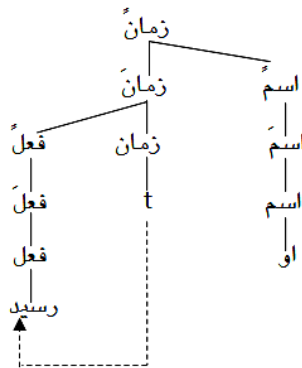 زمانً
اسمً زمانَ
اسمَ زمان فعلً
اسم t فعلَ
او فعل
رسید